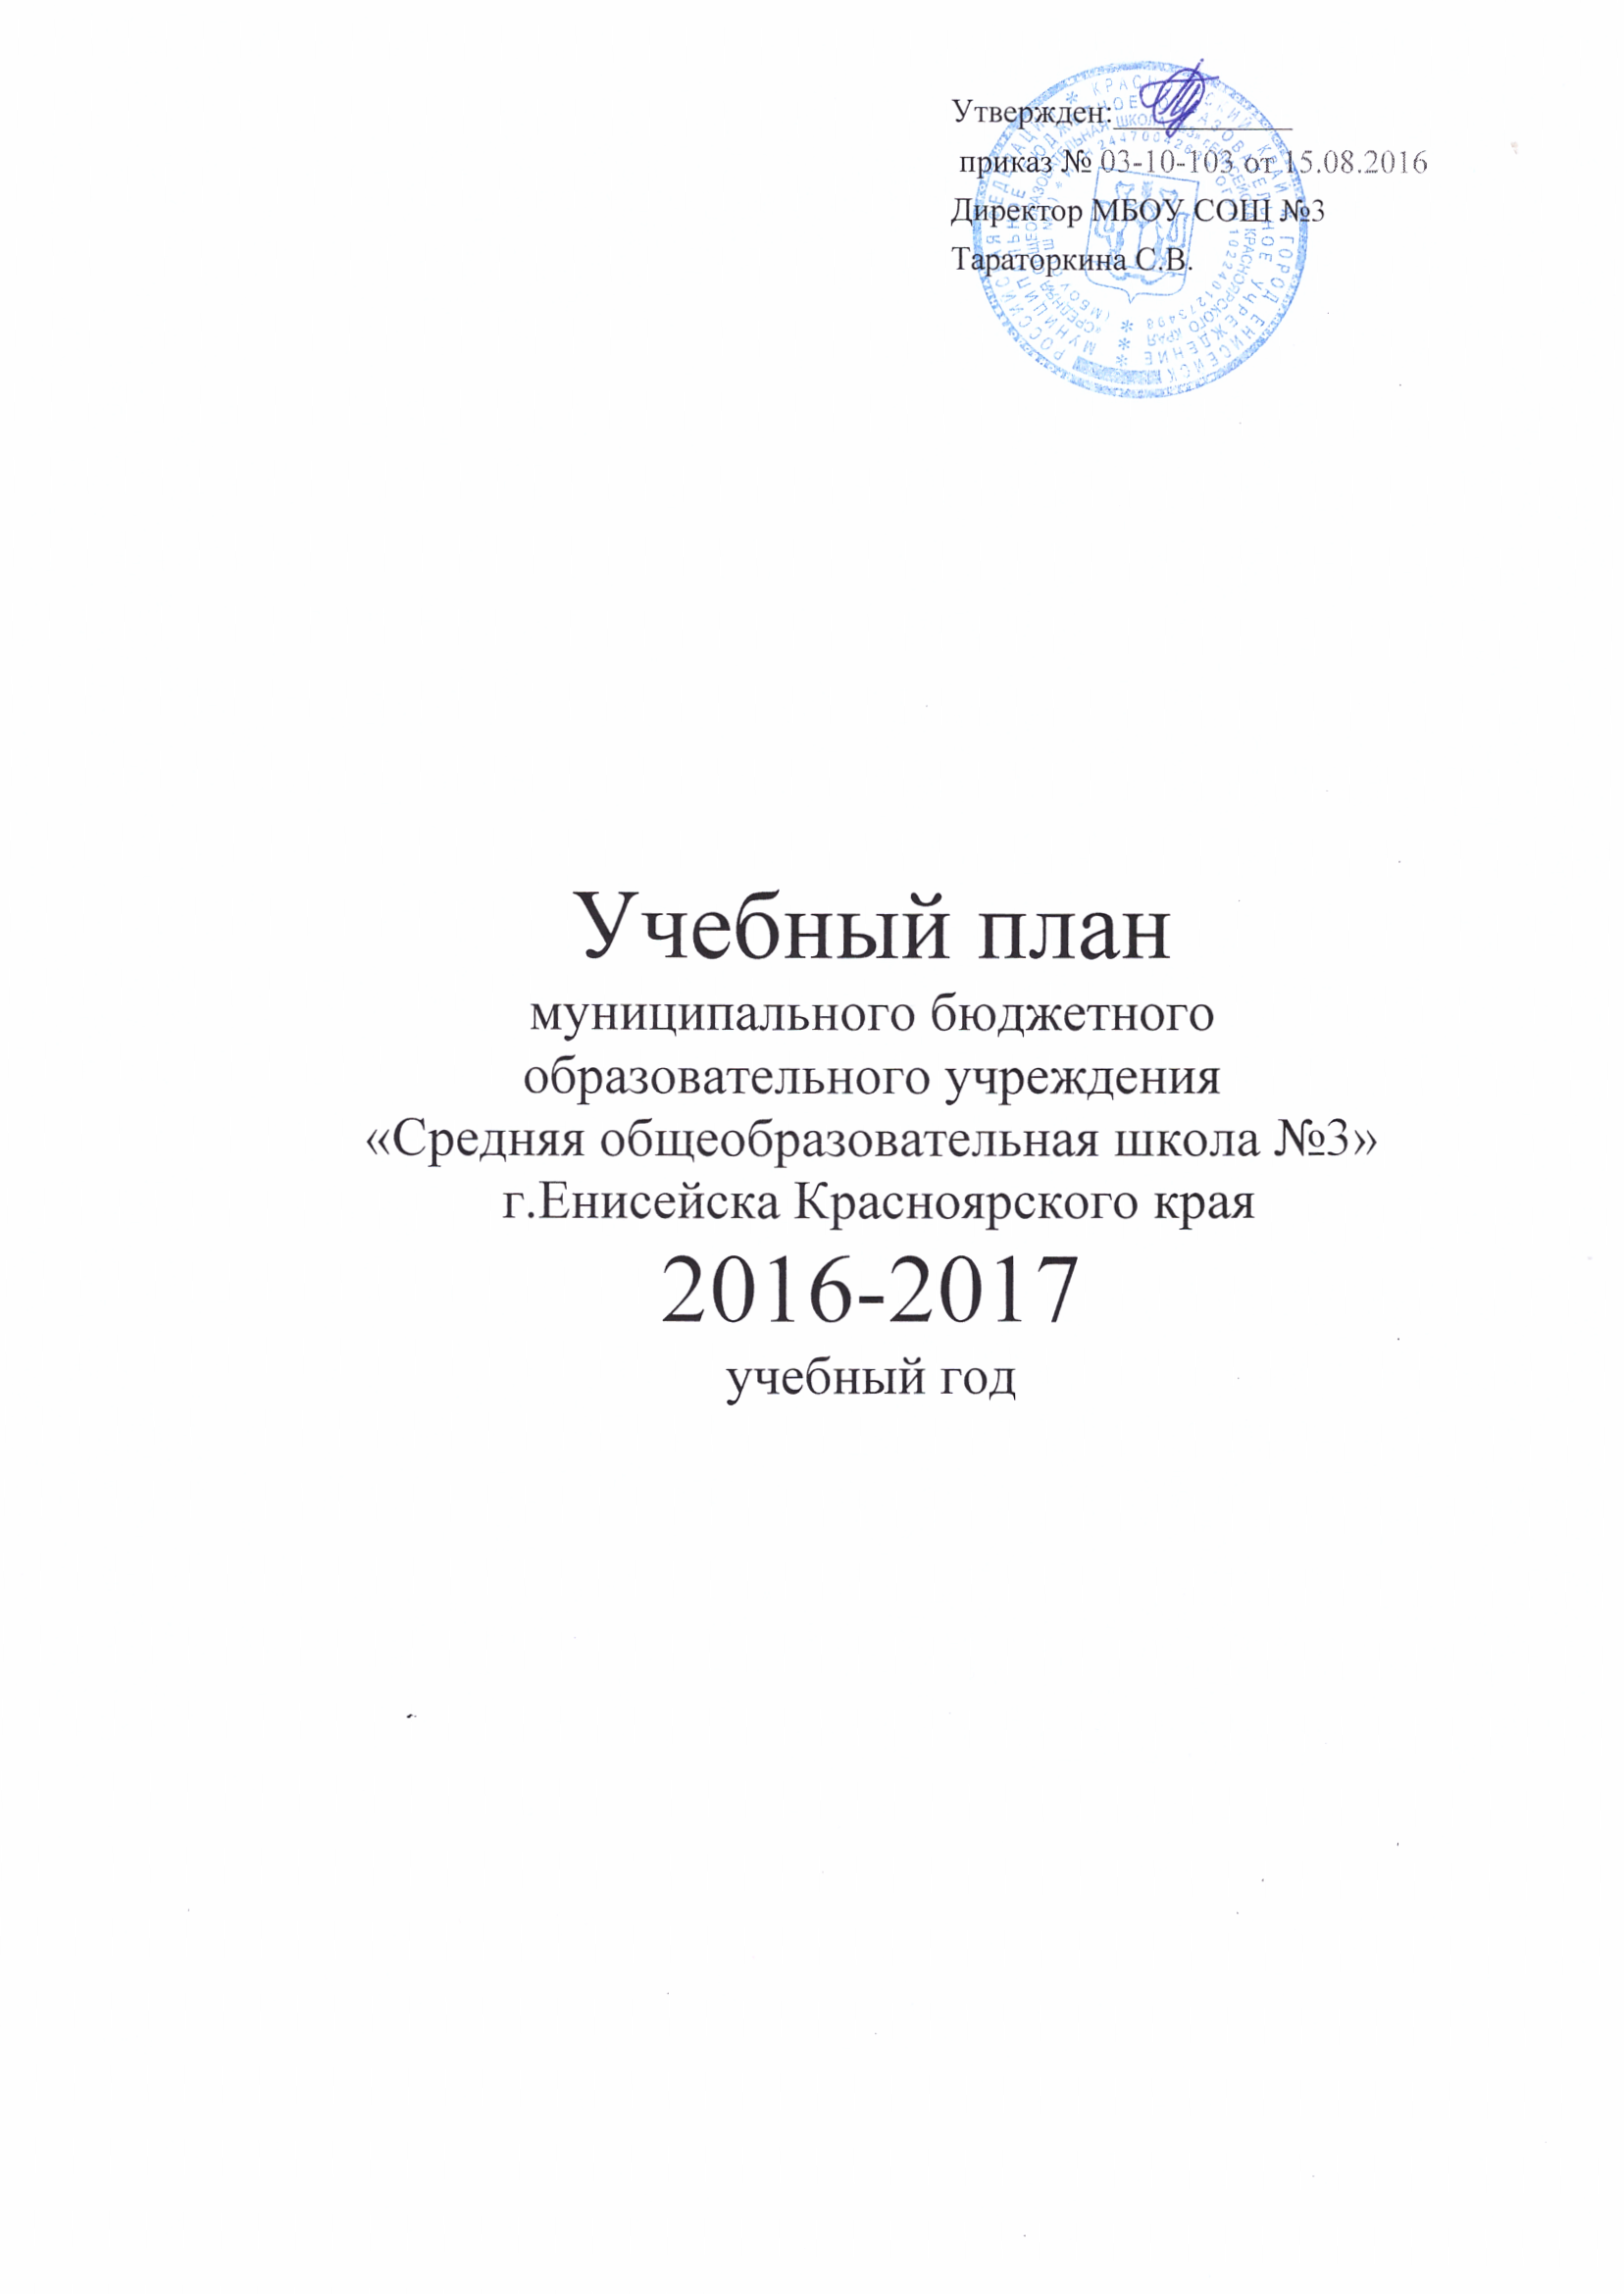 Утвержден:
приказ № 03-10-103 от 15.08.2016
Директор МБОУ СОШ №3
Тараторкина С.В.
Учебный план
муниципального бюджетного
образовательного учреждения
«Средняя общеобразовательная школа №3»
г.Енисейска Красноярского края
2016-2017
учебный год